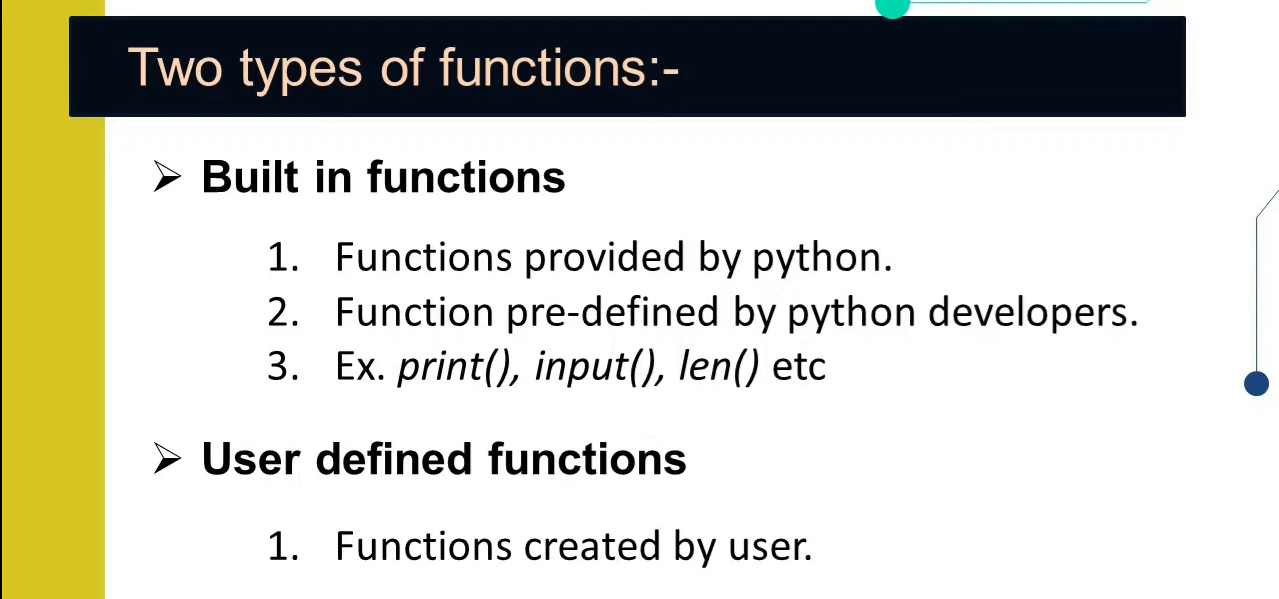 Two types of functions:-
➢ Built in functions
1. Functions provided by python.
2. Function pre-defined by python developers.
3. Ex. print(), input(), len() etc
➢ User defined functions
1. Functions created by user.